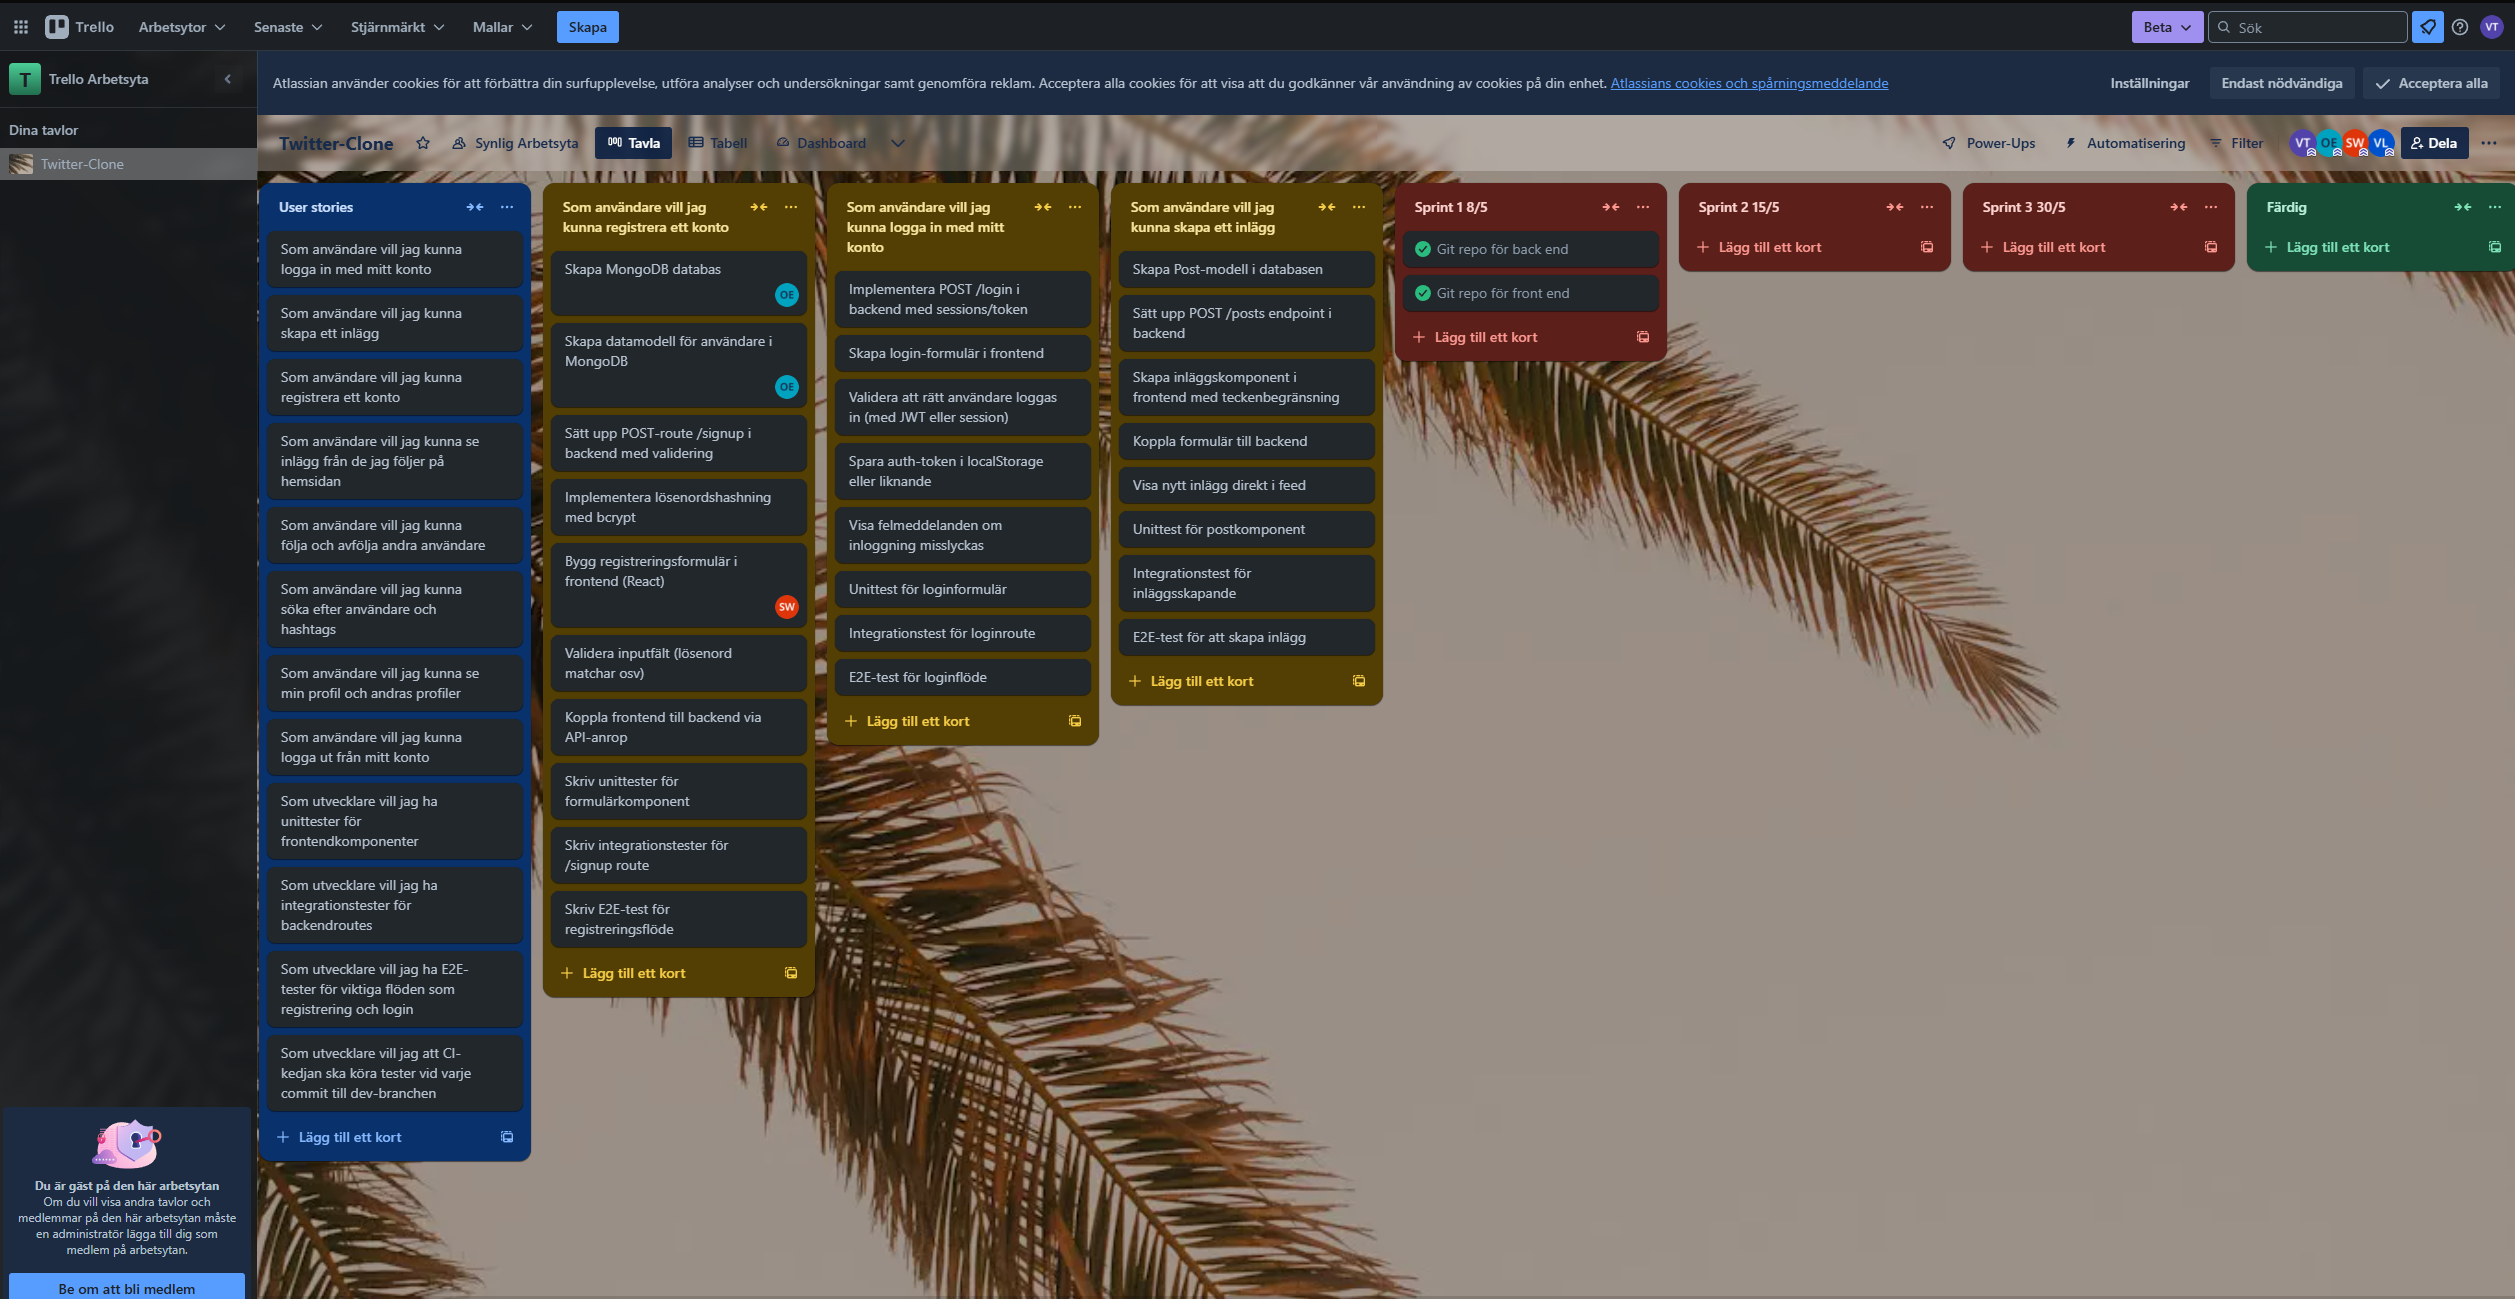 Trello
Arbetsytor
Senaste
Stjärnmärkt
Mallar
Skapa
Beta
Sök
VT
T
Trello Arbetsyta
Atlassian använder cookies för att förbättra din surfupplevelse, utföra analyser och undersökningar samt genomföra reklam. Acceptera alla cookies för att visa att du godkänner vår användning av cookies på din enhet. Atlassians cookies och spårningsmeddelande
Inställningar
Endast nödvändiga
Acceptera alla
Dina tavlor
Twitter-Clone
Twitter-Clone
Synlig Arbetsyta
Tavla
Tabell
Dashboard
Power-Ups
Automatisering
Filter
VT
OE
SW
VL
Dela
User stories
Som användare vill jag kunna
logga in med mitt konto
Som användare vill jag kunna
skapa ett inlägg
Som användare vill jag kunna
registrera ett konto
Som användare vill jag kunna se
inlägg från de jag följer på
hemsidan
Som användare vill jag kunna
följa och avfölja andra användare
Som användare vill jag kunna
söka efter användare och
hashtags
Som användare vill jag kunna se
min profil och andras profiler
Som användare vill jag kunna
logga ut från mitt konto
Som utvecklare vill jag ha
unittester för
frontendkomponenter
Som utvecklare vill jag ha
integrationstester för
backendroutes
Som utvecklare vill jag ha E2E-
tester för viktiga flöden som
registrering och login
Som utvecklare vill jag att CI-
kedjan ska köra tester vid varje
commit till dev-branchen
Lägg till ett kort
Som användare vill jag
kunna registrera ett konto
Skapa MongoDB databas
OE
Skapa datamodell för användare i
MongoDB
OE
Sätt upp POST-route /signup i
backend med validering
Implementera lösenordshashning
med bcrypt
Bygg registreringsformulär i
frontend (React)
SW
Validera inputfält (lösenord
matchar osv)
Koppla frontend till backend via
API-anrop
Skriv unittester för
formulärkomponent
Skriv integrationstester för
/signup route
Skriv E2E-test för
registreringsflöde
Lägg till ett kort
Som användare vill jag
kunna logga in med mitt
konto
Implementera POST /login i
backend med sessions/token
Skapa login-formulär i frontend
Validera att rätt användare loggas
in (med JWT eller session)
Spara auth-token i localStorage
eller liknande
Visa felmeddelanden om
inloggning misslyckas
Unittest för loginformulär
Integrationstest för loginroute
E2E-test för loginflöde
Lägg till ett kort
Som användare vill jag
kunna skapa ett inlägg
Skapa Post-modell i databasen
Sätt upp POST /posts endpoint i
backend
Skapa inläggskomponent i
frontend med teckenbegränsning
Koppla formulär till backend
Visa nytt inlägg direkt i feed
Unittest för postkomponent
Integrationstest för
inläggsskapande
E2E-test för att skapa inlägg
Lägg till ett kort
Sprint 1 8/5
Git repo för back end
Git repo för front end
Lägg till ett kort
Sprint 2 15/5
Lägg till ett kort
Sprint 3 30/5
Lägg till ett kort
Färdig
Lägg till ett kort
Du är gäst på den här arbetsytan
Om du vill visa andra tavlor och
medlemmar på den här arbetsytan måste
en administratör lägga till dig som
medlem på arbetsytan.
Be om att bli medlem